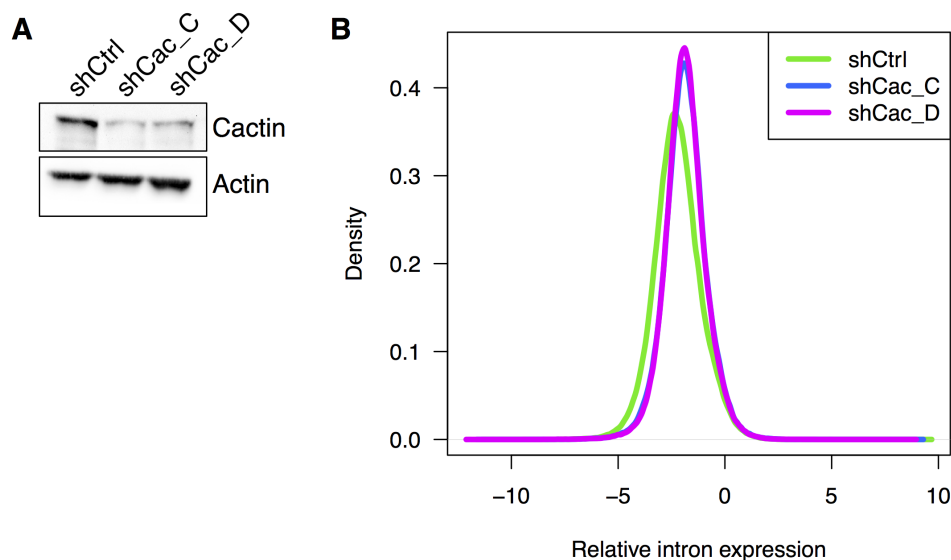 A
shCtrl
shCac_C
shCac_D
Cactin
Actin
B
shCtrl
shCac_C
shCac_D
Density
0.4
0.3
0.2
0.1
0.0
−10
−5
0
5
10
Relative intron expression